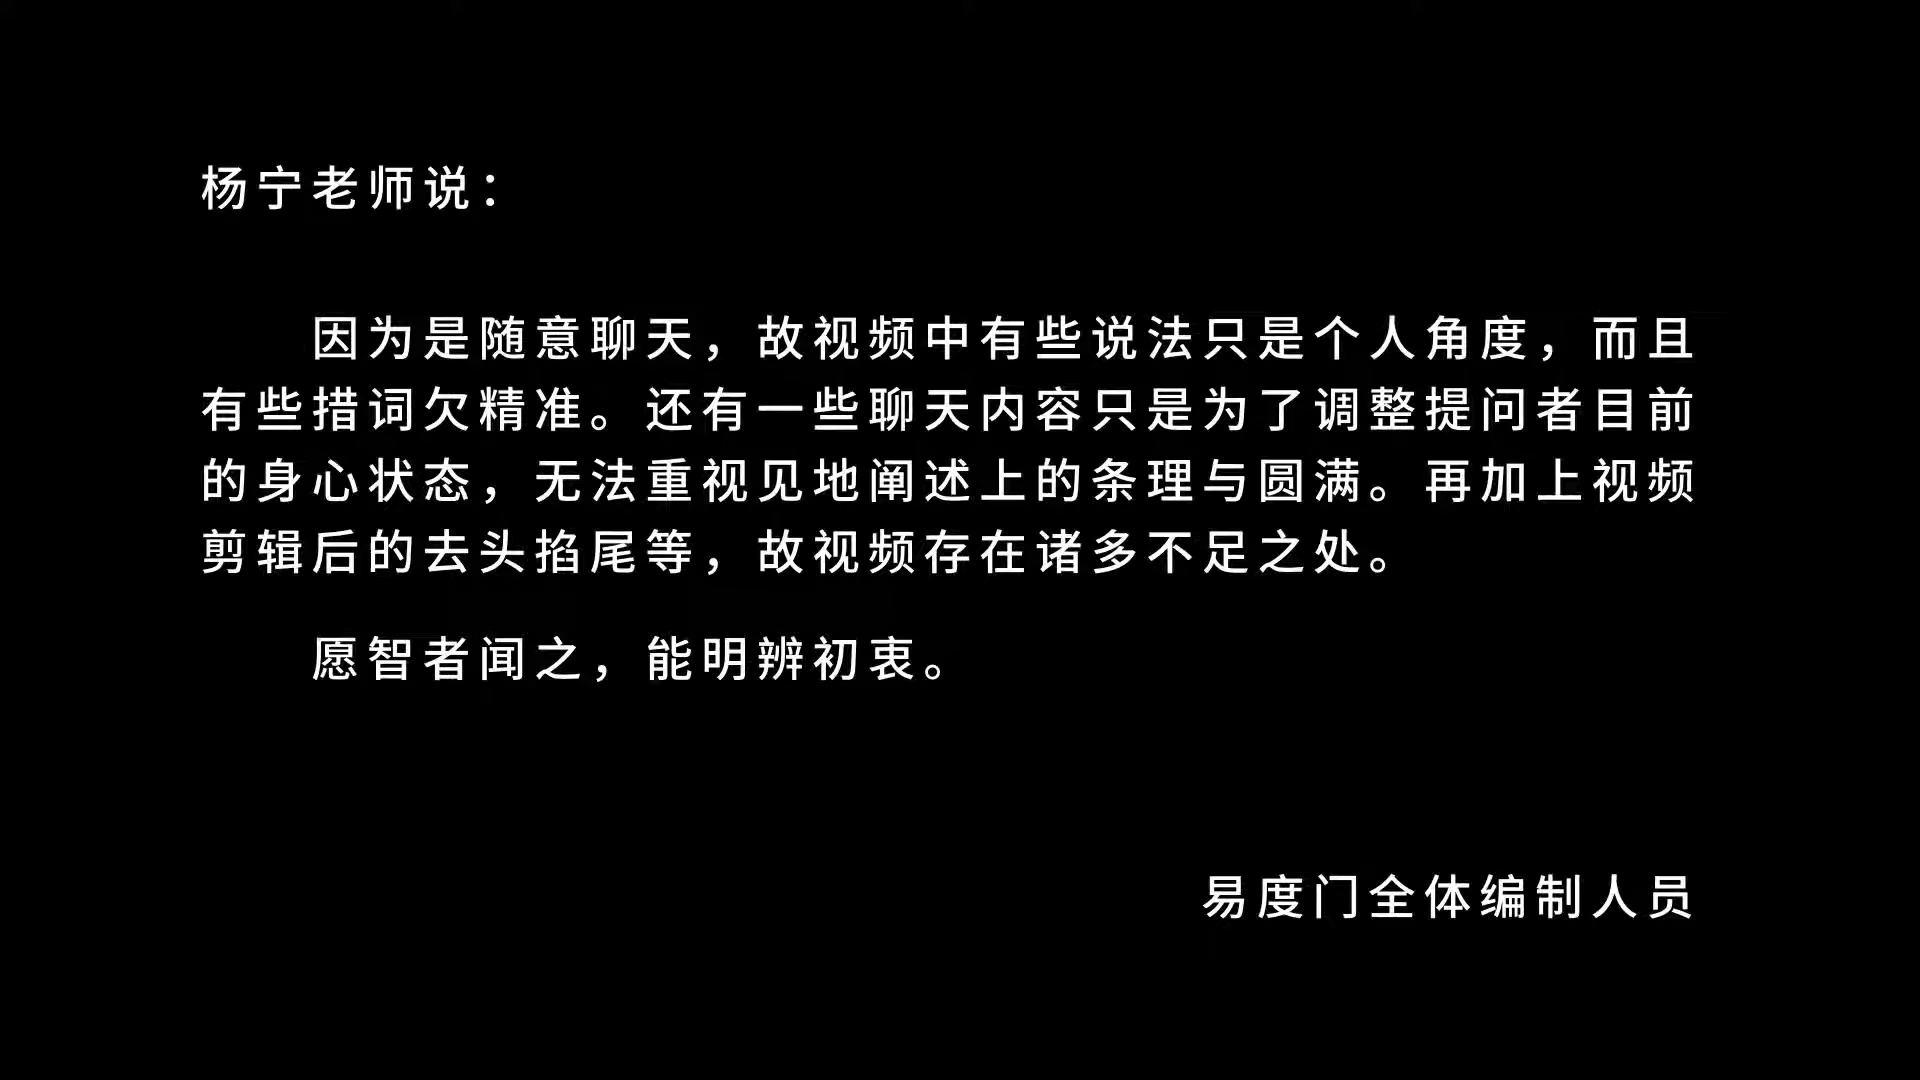 杨宁老师说：
因为是随意聊天，故视频中有些说法只是个人角度，而且
有些措词欠精准。还有一些聊天内容只是为了调整提问者目前
的身心状态，无法重视见地阐述上的条理与圆满。再加上视频
剪辑后的去头掐尾等，故视频存在诸多不足之处。
愿智者闻之，能明辨初衷。
易度门全体编制人员